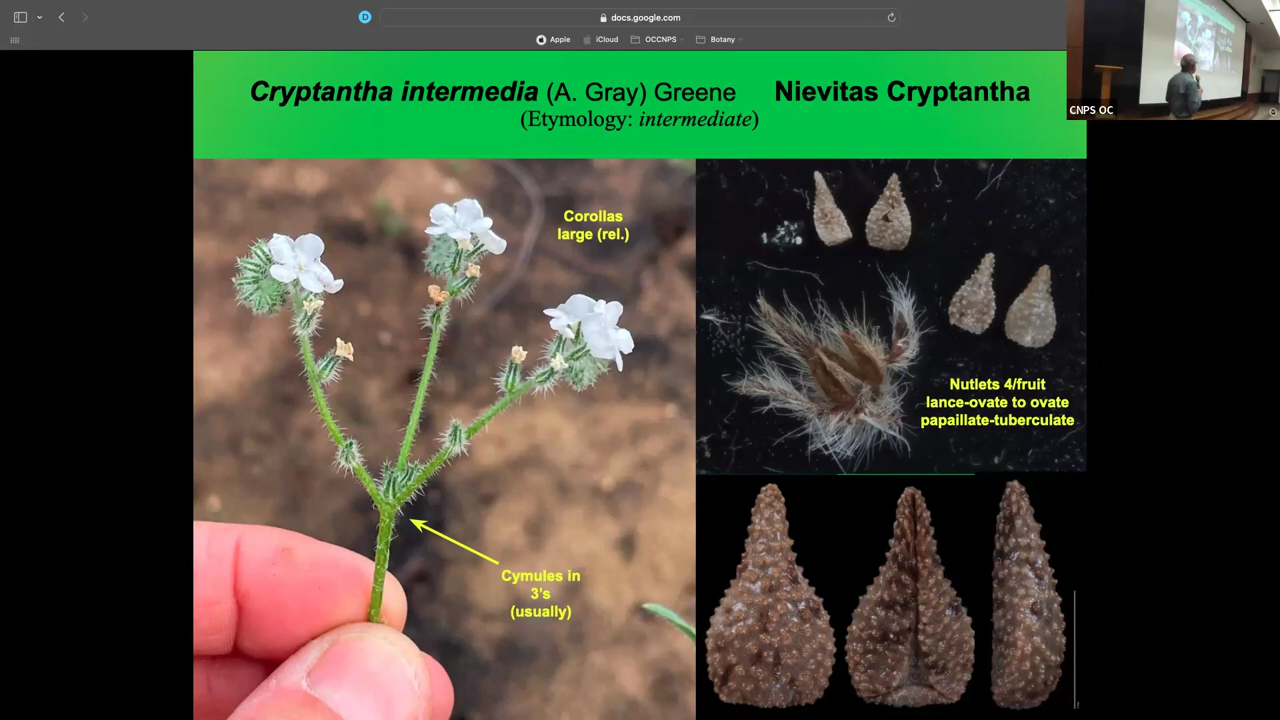 docs.google.com
Apple
iCloud
OCCNPS
Botany
CNPS OC
Cryptantha intermedia (A. Gray) Greene Nievitas Cryptantha
(Etymology: intermediate)
Corollas
large (rel.)
Nutlets 4/fruit
lance-ovate to ovate
papaillate-tuberculate
Cymules in
3's
(usually)